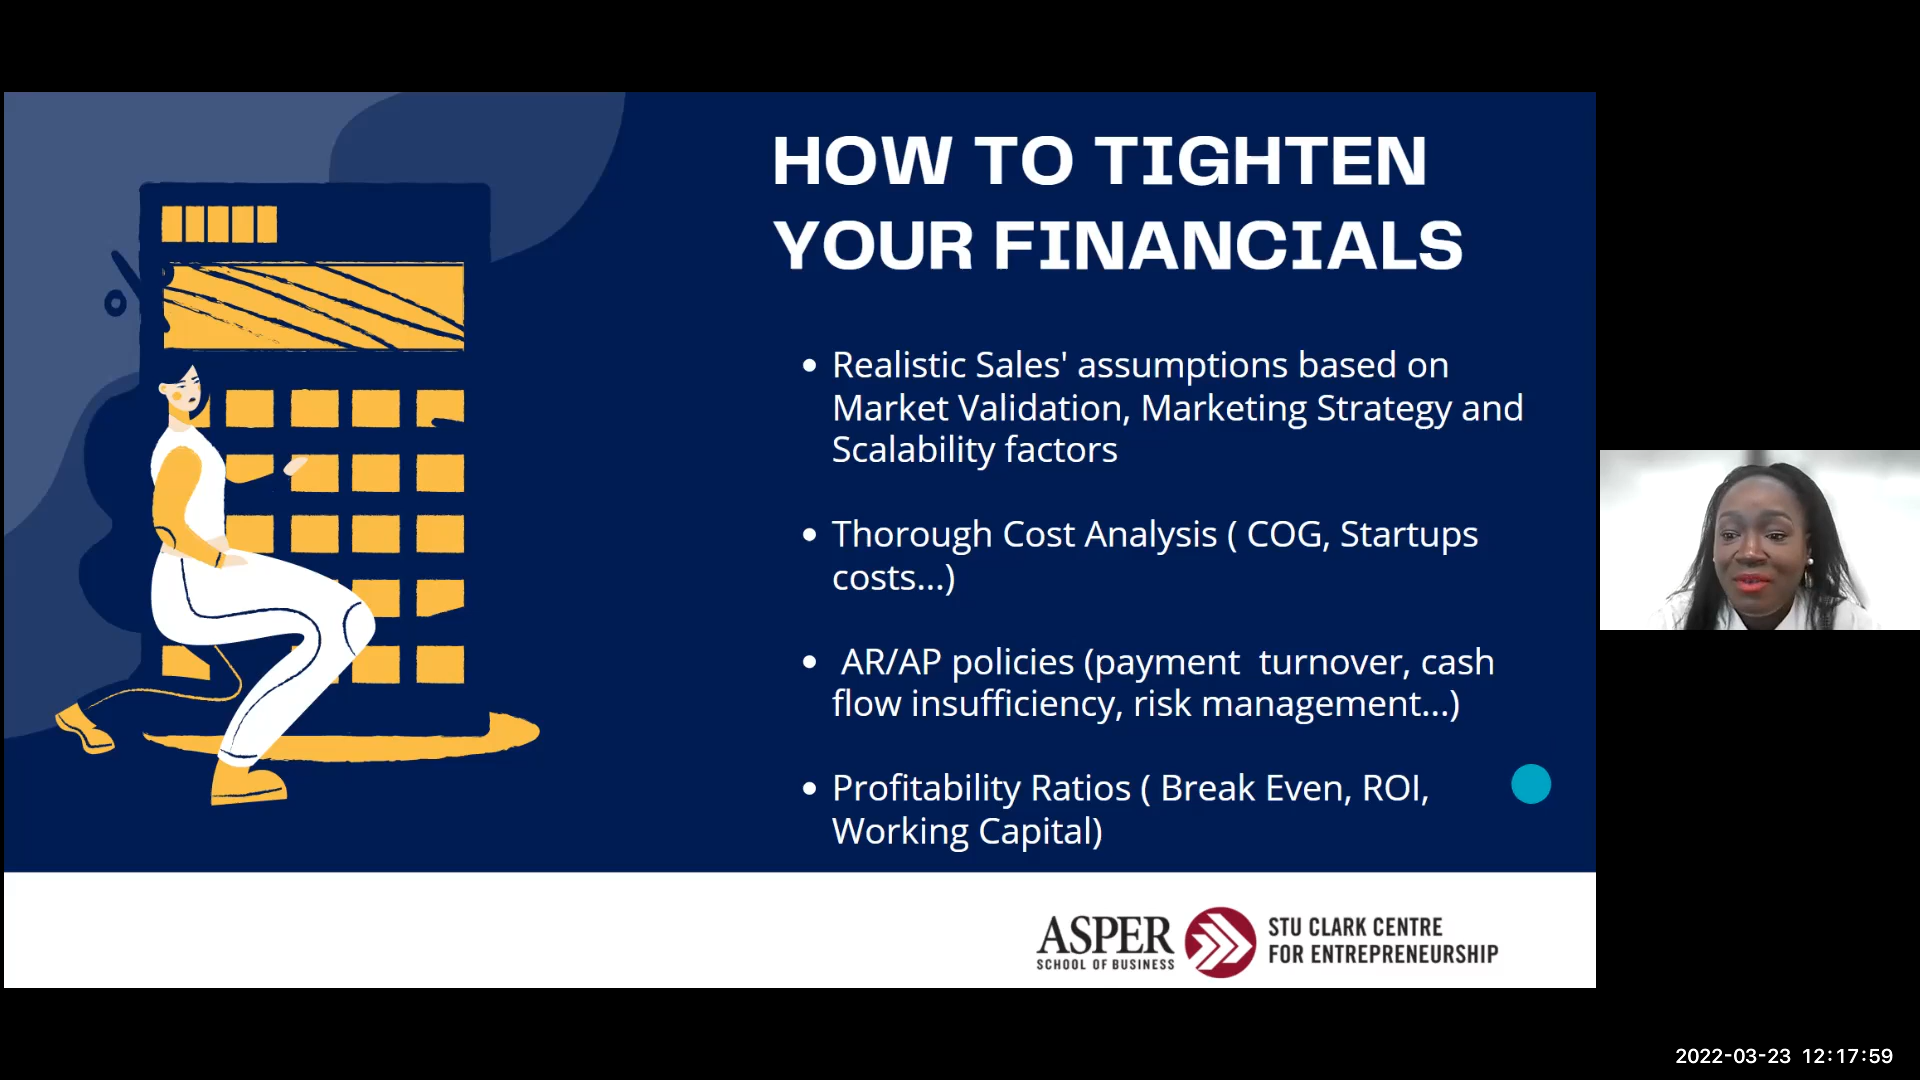 HOW TO TIGHTEN
YOUR FINANCIALS
• Realistic Sales' assumptions based on
Market Validation, Marketing Strategy and
Scalability factors
• Thorough Cost Analysis ( COG, Startups
costs...)
• AR/AP policies (payment  turnover, cash
flow insufficiency, risk management...)
• Profitability Ratios ( Break Even, ROI,
Working Capital)
ASPER
SCHOOL OF BUSINESS
STU CLARK CENTRE
FOR ENTREPRENEURSHIP
2022-03-23 12:17:59